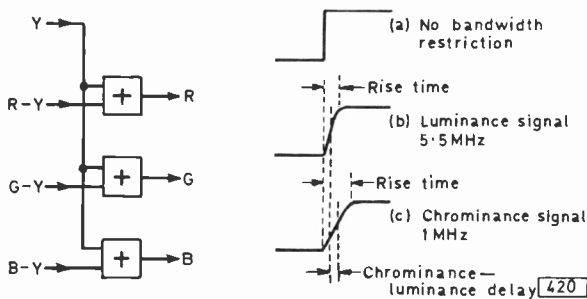 Y
R-Y
+
R
G-Y
+
G
B-Y
+
B
(a) No bandwidth
restriction
Rise time
(b) Luminance signal
5·5MHz
Rise time
(c) Chrominance signal
1MHz
Chrominance—
luminance delay
420